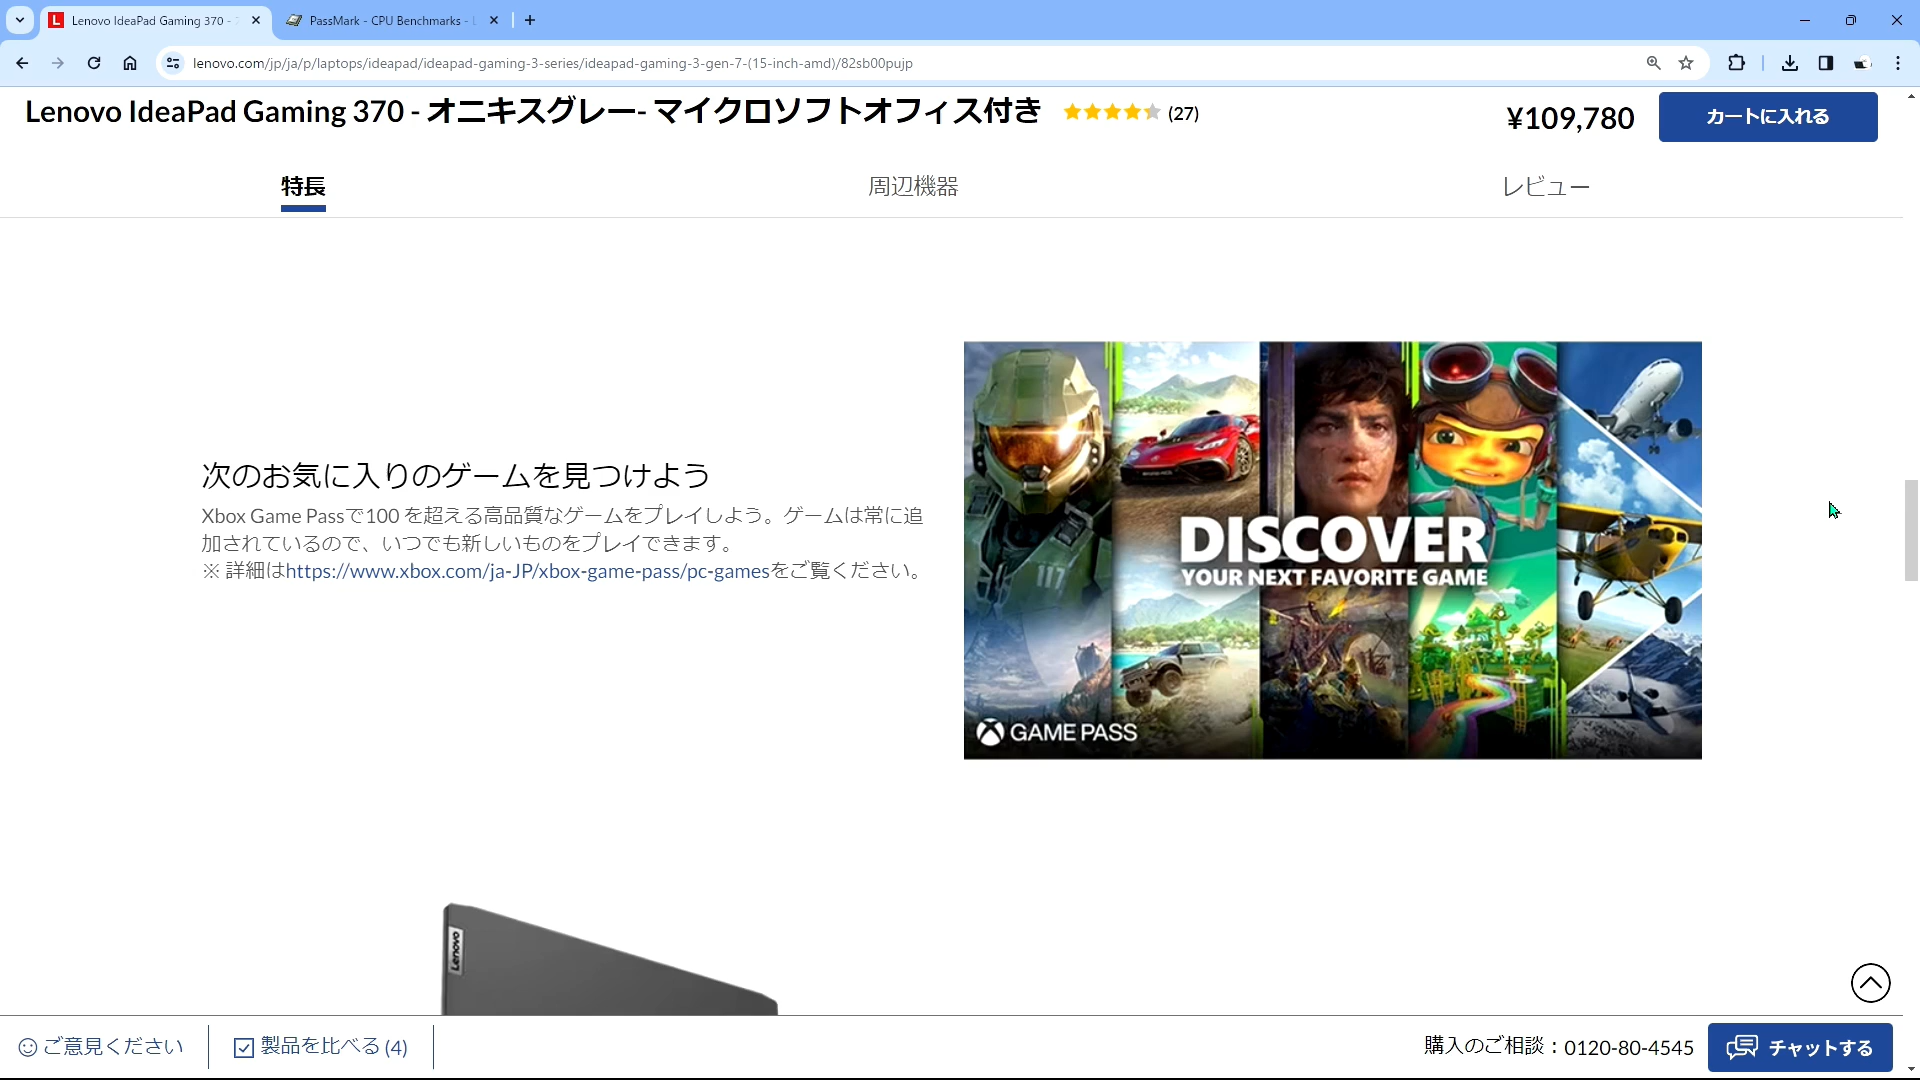 Lenovo IdeaPad Gaming 370 -
PassMark - CPU Benchmarks -
lenovo.com/jp/ja/p/laptops/ideapad/ideapad-gaming-3-series/ideapad-gaming-3-gen-7-(15-inch-amd)/82sb00pujp
Lenovo IdeaPad Gaming 370 - オニキスグレー- マイクロソフトオフィス付き (27)
¥109,780
カートに入れる
特長
周辺機器
レビュー
次のお気に入りのゲームを見つけよう
Xbox Game Passで100 を超える高品質なゲームをプレイしよう。ゲームは常に追
加されているので、いつでも新しいものをプレイできます。
※ 詳細はhttps://www.xbox.com/ja-JP/xbox-game-pass/pc-gamesをご覧ください。
117
DISCOVER
YOUR NEXT FAVORITE GAME
GAME PASS
Lenovo
ご意見ください
製品を比べる (4)
購入のご相談：0120-80-4545
チャットする